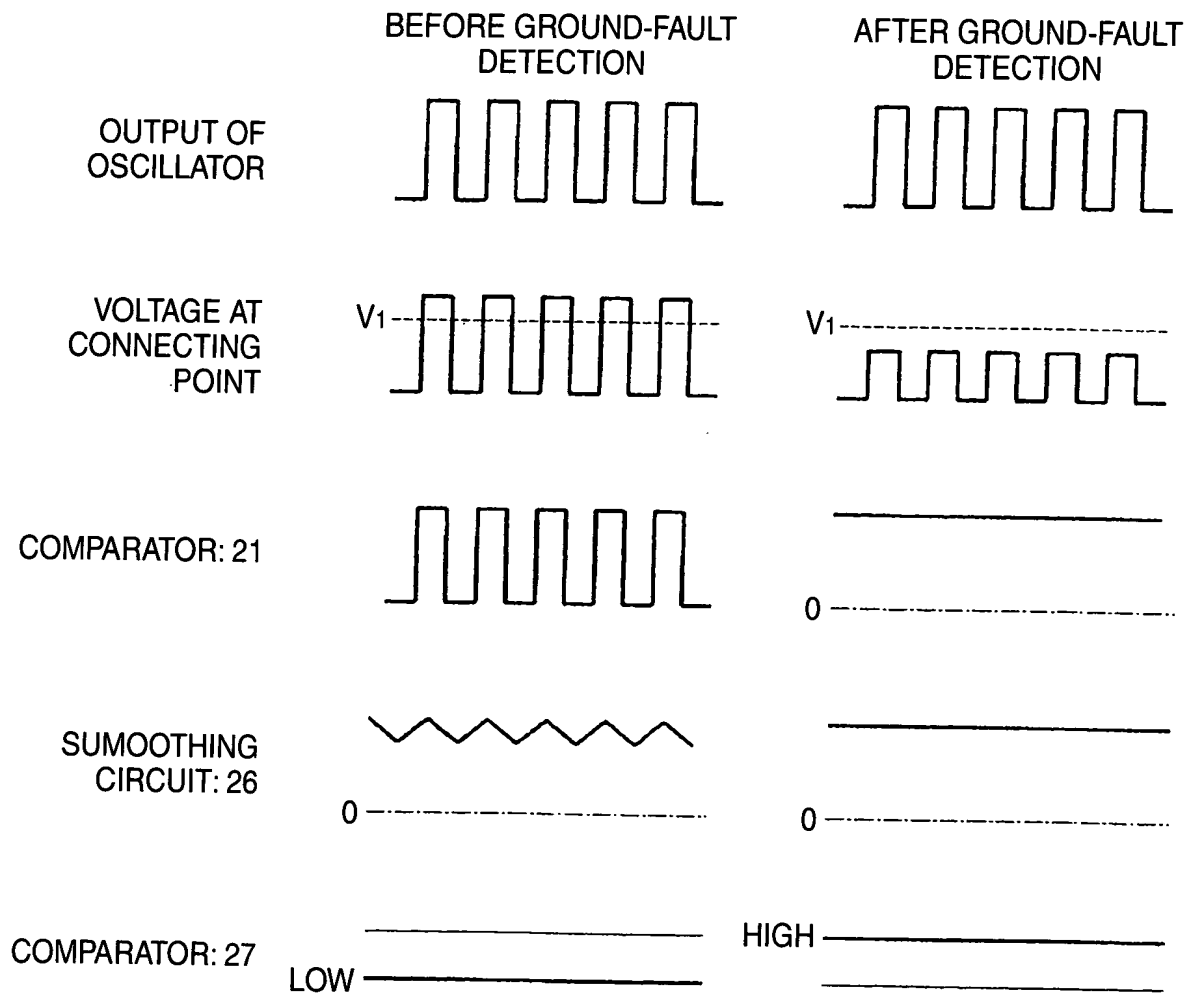 BEFORE GROUND-FAULT
DETECTION
AFTER GROUND-FAULT
DETECTION
OUTPUT OF
OSCILLATOR
VOLTAGE AT
CONNECTING
POINT
V1
V1
COMPARATOR: 21
0
SUMOOTHING
CIRCUIT: 26
0
0
COMPARATOR: 27
LOW
HIGH